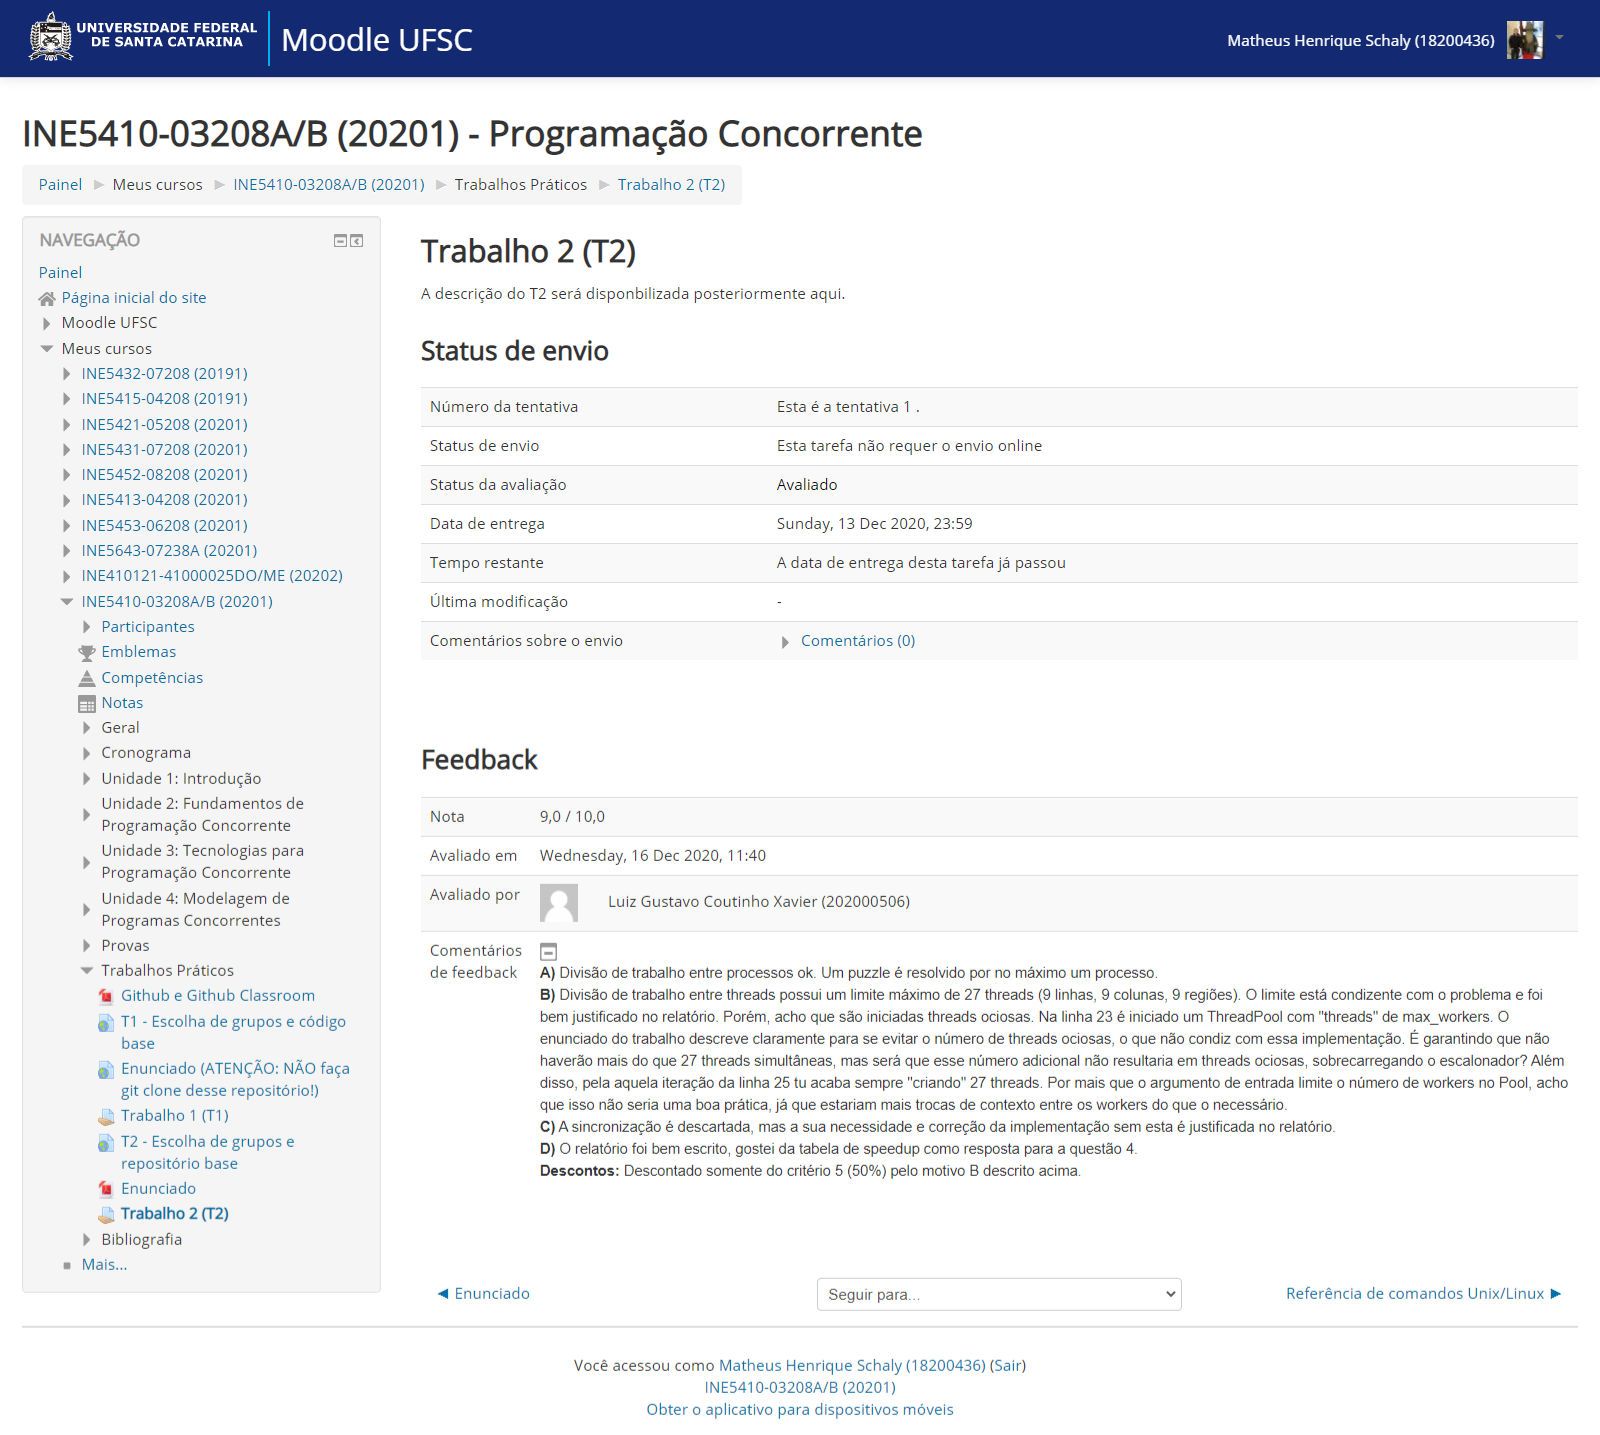 UNIVERSIDADE FEDERAL
DE SANTA CATARINA
Moodle UFSC
Matheus Henrique Schaly (18200436)
INE5410-03208A/B (20201) - Programação Concorrente
Painel ► Meus cursos ► INE5410-03208A/B (20201) ► Trabalhos Práticos ► Trabalho 2 (T2)
NAVEGAÇÃO
Painel
Página inicial do site
Moodle UFSC
Meus cursos
INE5432-07208 (20191)
INE5415-04208 (20191)
INE5421-05208 (20201)
INE5431-07208 (20201)
INE5452-08208 (20201)
INE5413-04208 (20201)
INE5453-06208 (20201)
INE5643-07238A (20201)
INE410121-41000025DO/ME (20202)
INE5410-03208A/B (20201)
Participantes
Emblemas
Competências
Notas
Geral
Cronograma
Unidade 1: Introdução
Unidade 2: Fundamentos de
Programação Concorrente
Unidade 3: Tecnologias para
Programação Concorrente
Unidade 4: Modelagem de
Programas Concorrentes
Provas
Trabalhos Práticos
Github e Github Classroom
T1 - Escolha de grupos e código
base
Enunciado (ATENÇÃO: NÃO faça
git clone desse repositório!)
Trabalho 1 (T1)
T2 - Escolha de grupos e
repositório base
Enunciado
Trabalho 2 (T2)
Bibliografia
Mais...
Trabalho 2 (T2)
A descrição do T2 será disponbilizada posteriormente aqui.
Status de envio
Número da tentativa Esta é a tentativa 1 .
Status de envio Esta tarefa não requer o envio online
Status da avaliação Avaliado
Data de entrega Sunday, 13 Dec 2020, 23:59
Tempo restante A data de entrega desta tarefa já passou
Última modificação -
Comentários sobre o envio Comentários (0)
Feedback
Nota 9,0 / 10,0
Avaliado em Wednesday, 16 Dec 2020, 11:40
Avaliado por Luiz Gustavo Coutinho Xavier (202000506)
Comentários
de feedback
A) Divisão de trabalho entre processos ok. Um puzzle é resolvido por no máximo um processo.
B) Divisão de trabalho entre threads possui um limite máximo de 27 threads (9 linhas, 9 colunas, 9 regiões). O limite está condizente com o problema e foi
bem justificado no relatório. Porém, acho que são iniciadas threads ociosas. Na linha 23 é iniciado um ThreadPool com "threads" de max_workers. O
enunciado do trabalho descreve claramente para se evitar o número de threads ociosas, o que não condiz com essa implementação. É garantindo que não
haverão mais do que 27 threads simultâneas, mas será que esse número adicional não resultaria em threads ociosas, sobrecarregando o escalonador? Além
disso, pela aquela iteração da linha 25 tu acaba sempre "criando" 27 threads. Por mais que o argumento de entrada limite o número de workers no Pool, acho
que isso não seria uma boa prática, já que estariam mais trocas de contexto entre os workers do que o necessário.
C) A sincronização é descartada, mas a sua necessidade e correção da implementação sem esta é justificada no relatório.
D) O relatório foi bem escrito, gostei da tabela de speedup como resposta para a questão 4.
Descontos: Descontado somente do critério 5 (50%) pelo motivo B descrito acima.
◄ Enunciado
Seguir para...
Referência de comandos Unix/Linux ►
Você acessou como Matheus Henrique Schaly (18200436) (Sair)
INE5410-03208A/B (20201)
Obter o aplicativo para dispositivos móveis